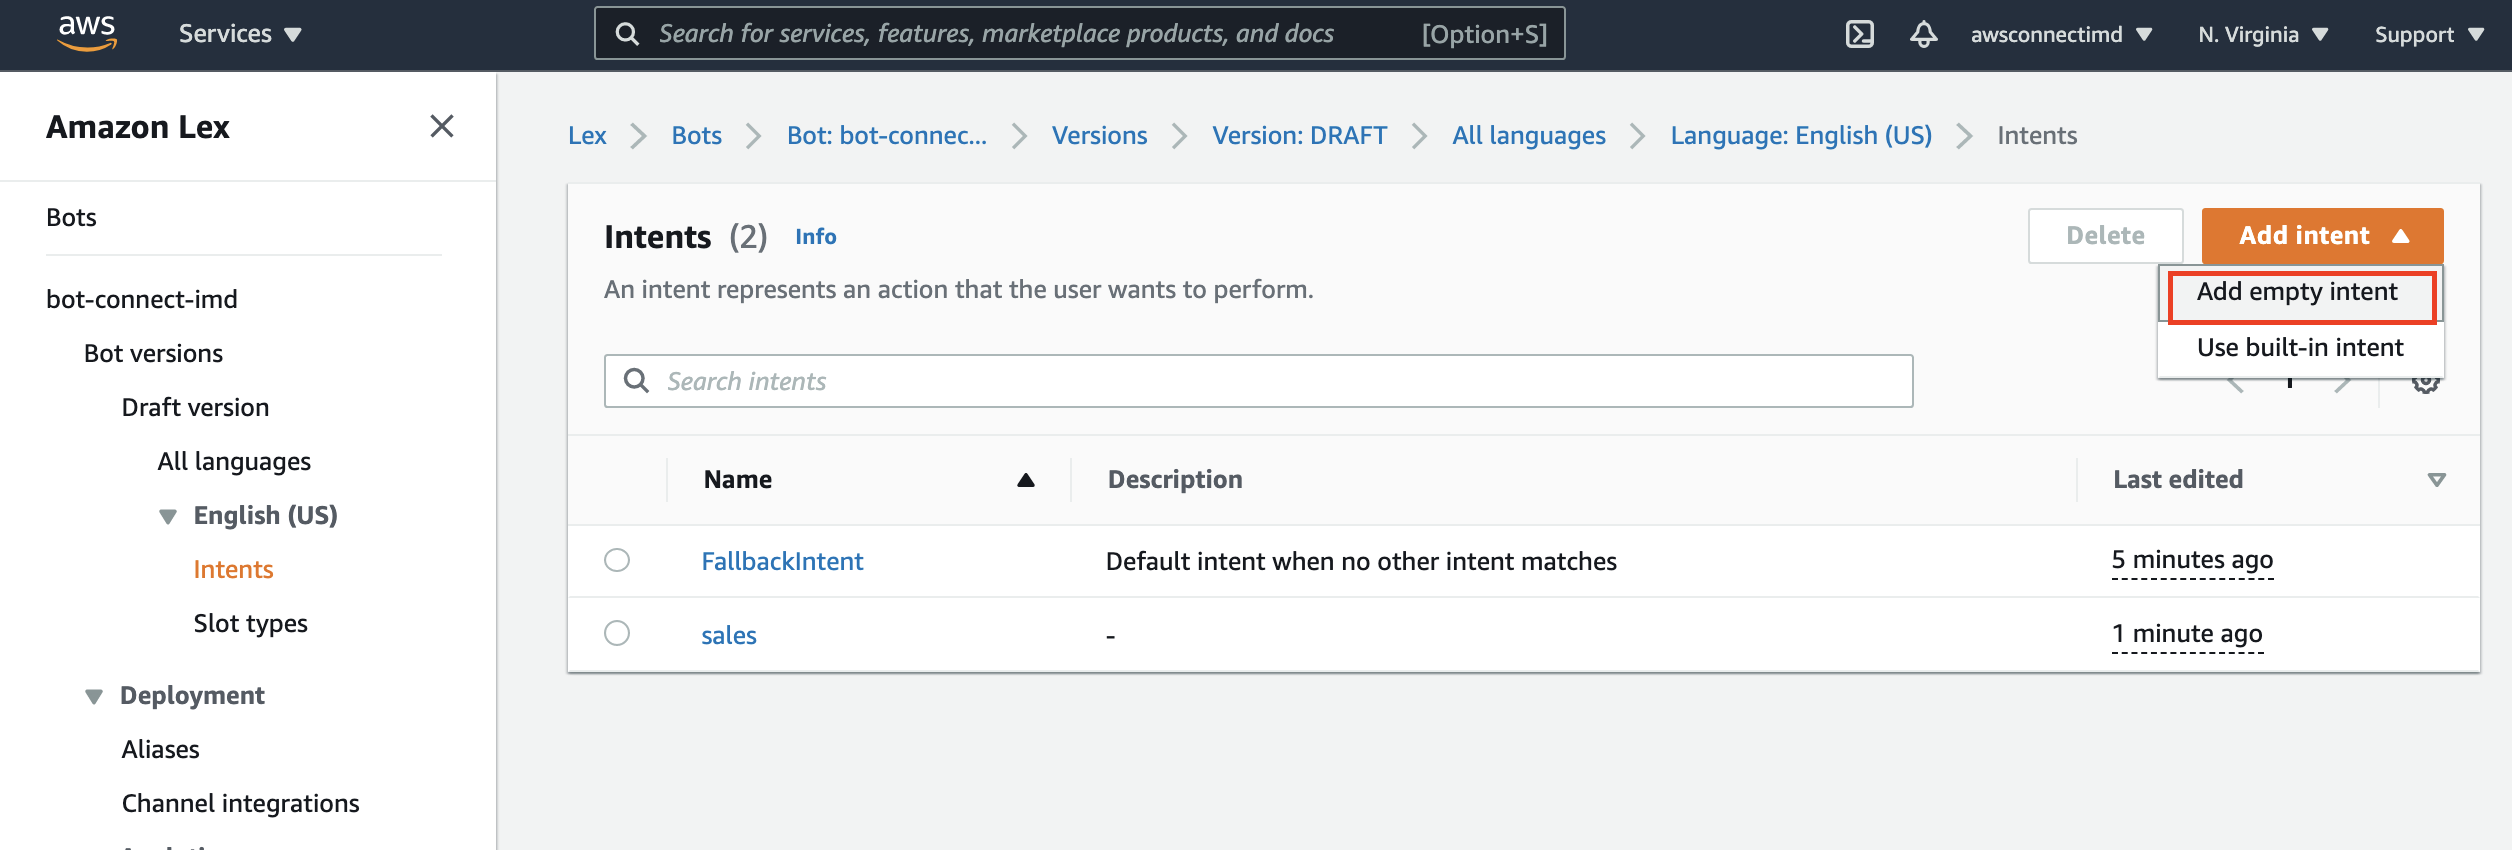 aws Services Search for services, features, marketplace products, and docs [Option+S] awsconnectimd N. Virginia Support
Amazon Lex
Bots
bot-connect-imd
Bot versions
Draft version
All languages
English (US)
Intents
Slot types
Deployment
Aliases
Channel integrations
Lex Bots Bot: bot-connec... Versions Version: DRAFT All languages Language: English (US) Intents
Intents (2) Info
Delete Add intent
An intent represents an action that the user wants to perform.
Add empty intent
Use built-in intent
Search intents
Name Description Last edited
FallbackIntent Default intent when no other intent matches 5 minutes ago
sales - 1 minute ago